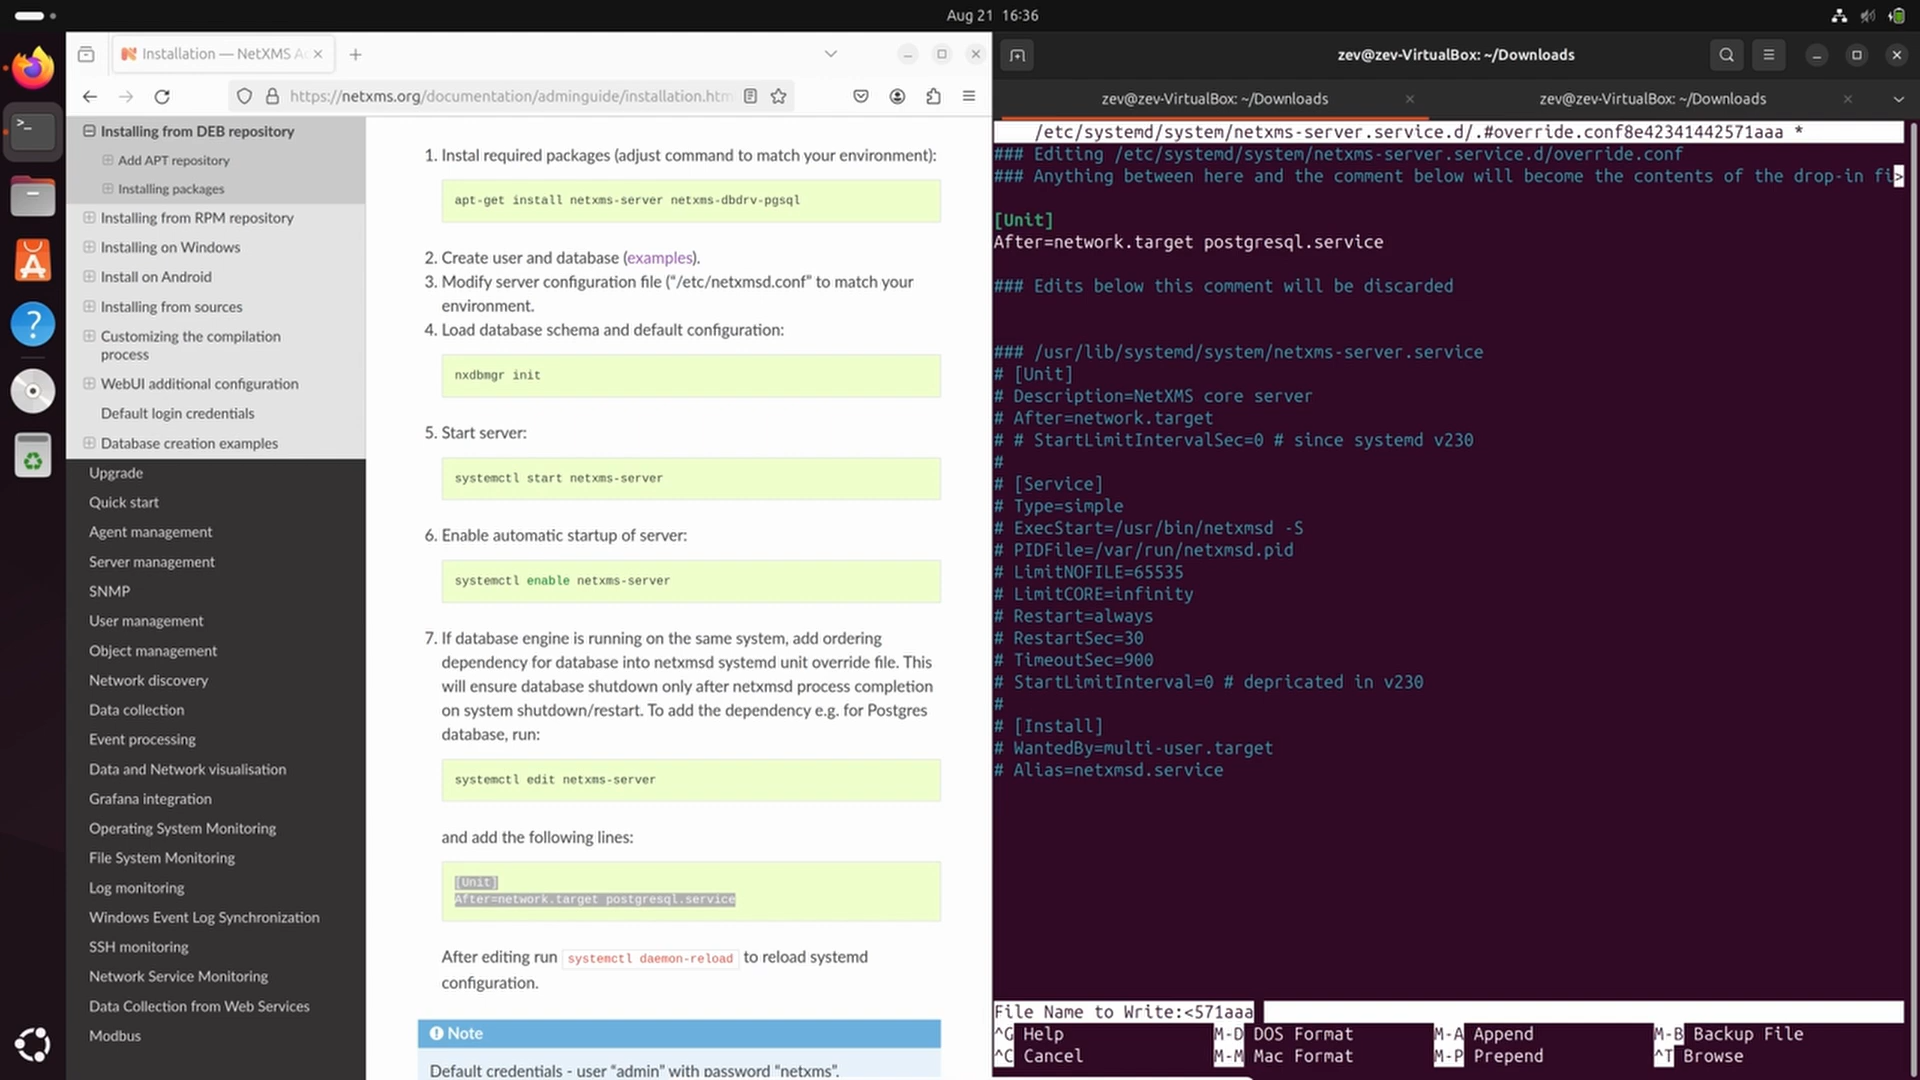 Aug 21 16:36
Installation — NetXMS A
https://netxms.org/documentation/adminguide/installation.htm
Installing from DEB repository
Add APT repository
Installing packages
Installing from RPM repository
Installing on Windows
Install on Android
Installing from sources
Customizing the compilation
process
WebUI additional configuration
Default login credentials
Database creation examples
Upgrade
Quick start
Agent management
Server management
SNMP
User management
Object management
Network discovery
Data collection
Event processing
Data and Network visualisation
Grafana integration
Operating System Monitoring
File System Monitoring
Log monitoring
Windows Event Log Synchronization
SSH monitoring
Network Service Monitoring
Data Collection from Web Services
Modbus
1. Instal required packages (adjust command to match your environment):
apt-get install netxms-server netxms-dbdrv-pgsql
2. Create user and database (examples).
3. Modify server configuration file (“/etc/netxmsd.conf” to match your
environment.
4. Load database schema and default configuration:
nxdbmgr init
5. Start server:
systemctl start netxms-server
6. Enable automatic startup of server:
systemctl enable netxms-server
7. If database engine is running on the same system, add ordering
dependency for database into netxmsd systemd unit override file. This
will ensure database shutdown only after netxmsd process completion
on system shutdown/restart. To add the dependency e.g. for Postgres
database, run:
systemctl edit netxms-server
and add the following lines:
[Unit]
After=network.target postgresql.service
After editing run systemctl daemon-reload to reload systemd
configuration.
Note
Default credentials - user “admin” with password “netxms”.
zev@zev-VirtualBox: ~/Downloads
zev@zev-VirtualBox: ~/Downloads
zev@zev-VirtualBox: ~/Downloads
/etc/systemd/system/netxms-server.service.d/.#override.conf8e42341442571aaa *
### Editing /etc/systemd/system/netxms-server.service.d/override.conf
### Anything between here and the comment below will become the contents of the drop-in fi>
[Unit]
After=network.target postgresql.service
### Edits below this comment will be discarded
### /usr/lib/systemd/system/netxms-server.service
# [Unit]
# Description=NetXMS core server
# After=network.target
# # StartLimitIntervalSec=0 # since systemd v230
#
# [Service]
# Type=simple
# ExecStart=/usr/bin/netxmsd -S
# PIDFile=/var/run/netxmsd.pid
# LimitNOFILE=65535
# LimitCORE=infinity
# Restart=always
# RestartSec=30
# TimeoutSec=900
# StartLimitInterval=0 # depricated in v230
#
# [Install]
# WantedBy=multi-user.target
# Alias=netxmsd.service
File Name to Write:<571aaa
^G Help M-D DOS Format M-A Append M-B Backup File
^C Cancel M-M Mac Format M-P Prepend ^T Browse